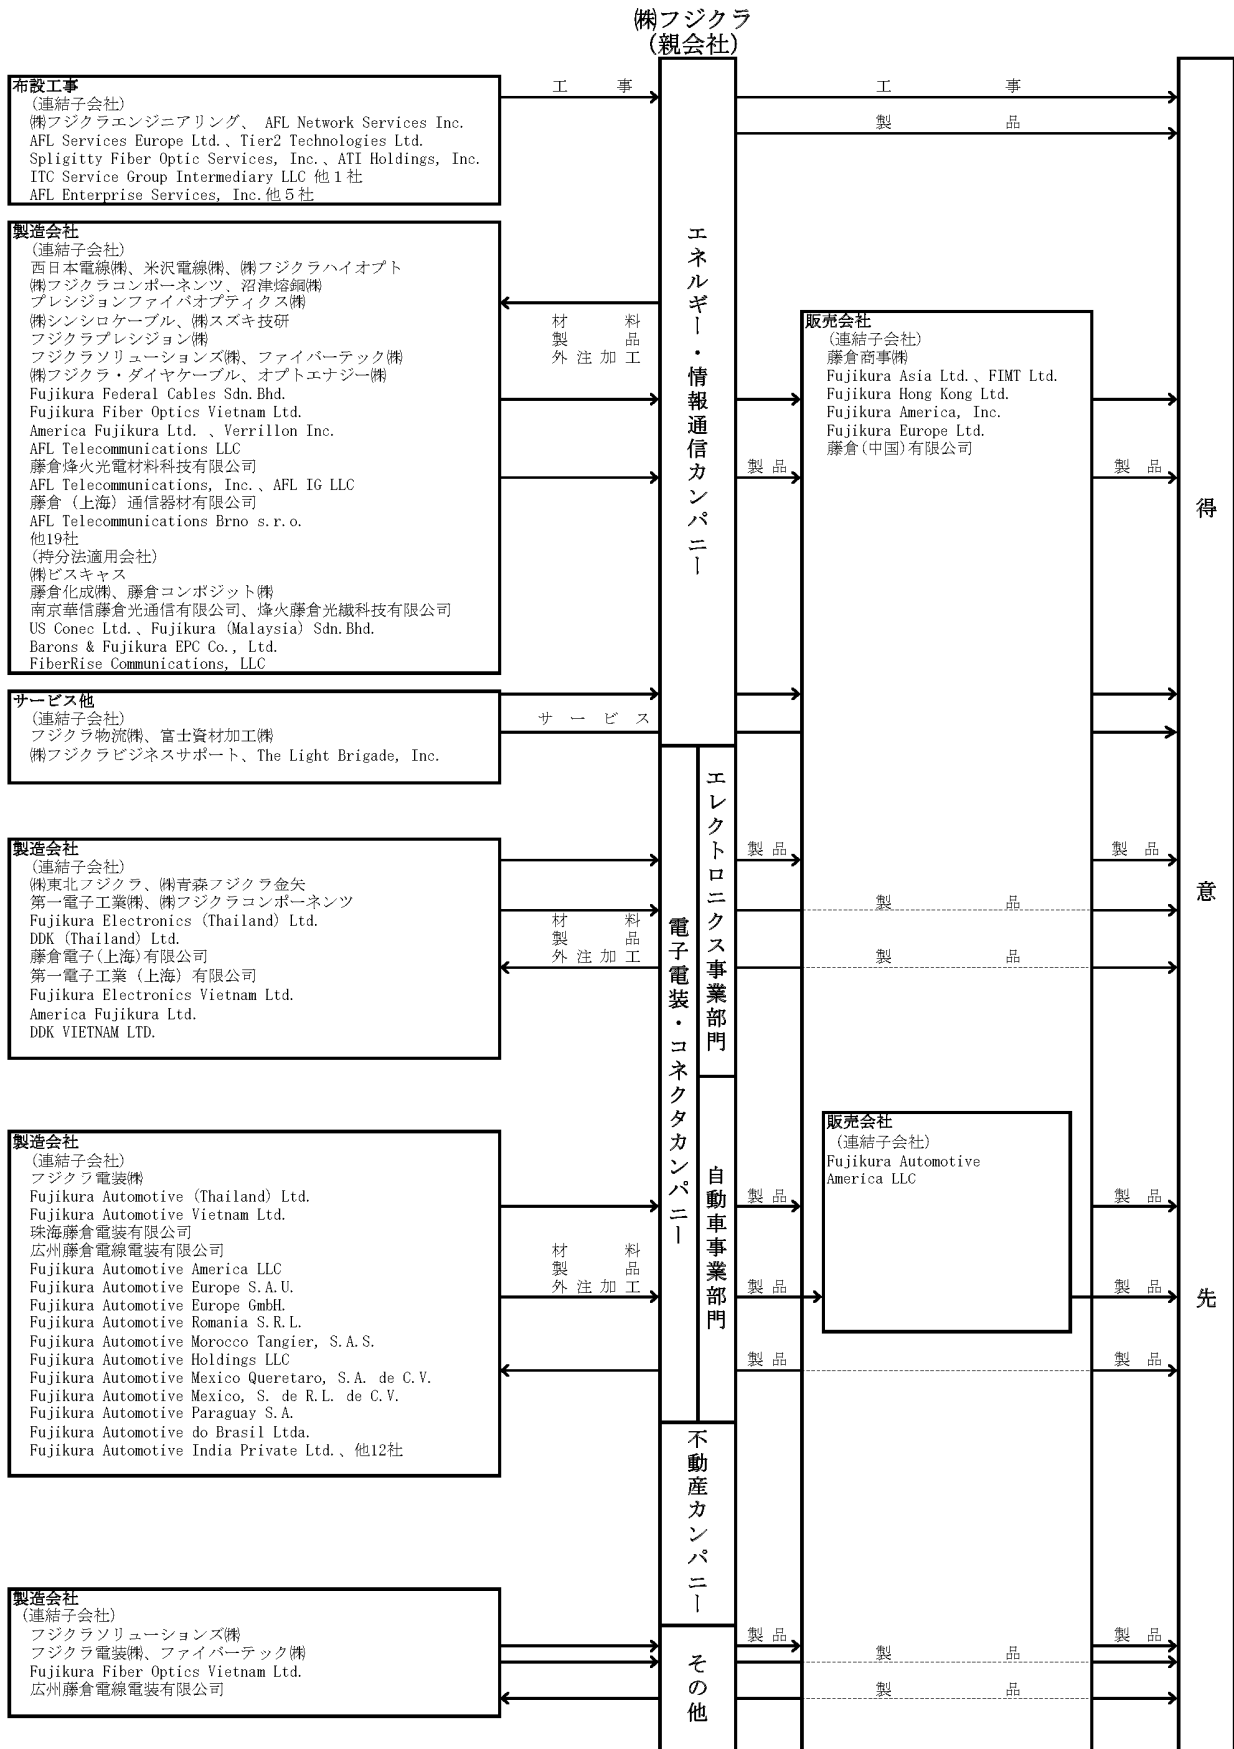 ㈱フジクラ
(親会社)
布設工事
(連結子会社)
㈱フジクラエンジニアリング、 AFL Network Services Inc.
AFL Services Europe Ltd.、Tier2 Technologies Ltd.
Spligitty Fiber Optic Services, Inc.、ATI Holdings, Inc.
ITC Service Group Intermediary LLC 他１社
AFL Enterprise Services, Inc.他５社
工事
工事
製品
製造会社
(連結子会社)
西日本電線㈱、米沢電線㈱、㈱フジクラハイオプト
㈱フジクラコンポーネンツ、沼津熔銅㈱
プレシジョンファイバオプティクス㈱
㈱シンシロケーブル、㈱スズキ技研
フジクラプレシジョン㈱
フジクラソリューションズ㈱、ファイバーテック㈱
㈱フジクラ・ダイヤケーブル、オプトエナジー㈱
Fujikura Federal Cables Sdn.Bhd.
Fujikura Fiber Optics Vietnam Ltd.
America Fujikura Ltd. 、Verrillon Inc.
AFL Telecommunications LLC
藤倉烽火光電材料科技有限公司
AFL Telecommunications, Inc.、AFL IG LLC
藤倉（上海）通信器材有限公司
AFL Telecommunications Brno s.r.o.
他19社
(持分法適用会社)
㈱ビスキャス
藤倉化成㈱、藤倉コンポジット㈱
南京華信藤倉光通信有限公司、烽火藤倉光繊科技有限公司
US Conec Ltd.、Fujikura (Malaysia) Sdn.Bhd.
Barons & Fujikura EPC Co., Ltd.
FiberRise Communications, LLC
材料
製品
外注加工
エネルギー・情報通信カンパニー
製品
販売会社
(連結子会社)
藤倉商事㈱
Fujikura Asia Ltd.、FIMT Ltd.
Fujikura Hong Kong Ltd.
Fujikura America, Inc.
Fujikura Europe Ltd.
藤倉(中国)有限公司
製品
得意先
サービス他
(連結子会社)
フジクラ物流㈱、富士資材加工㈱
㈱フジクラビジネスサポート、The Light Brigade, Inc.
サービス
製造会社
(連結子会社)
㈱東北フジクラ、㈱青森フジクラ金矢
第一電子工業㈱、㈱フジクラコンポーネンツ
Fujikura Electronics (Thailand) Ltd.
DDK (Thailand) Ltd.
藤倉電子(上海)有限公司
第一電子工業（上海）有限公司
Fujikura Electronics Vietnam Ltd.
America Fujikura Ltd.
DDK VIETNAM LTD.
材料
製品
外注加工
電子電装・コネクタカンパニー
エレクトロニクス事業部門
製品
製品
製品
製品
製造会社
(連結子会社)
フジクラ電装㈱
Fujikura Automotive (Thailand) Ltd.
Fujikura Automotive Vietnam Ltd.
珠海藤倉電装有限公司
広州藤倉電線電装有限公司
Fujikura Automotive America LLC
Fujikura Automotive Europe S.A.U.
Fujikura Automotive Europe GmbH.
Fujikura Automotive Romania S.R.L.
Fujikura Automotive Morocco Tangier, S.A.S.
Fujikura Automotive Holdings LLC
Fujikura Automotive Mexico Queretaro, S.A. de C.V.
Fujikura Automotive Mexico, S. de R.L. de C.V.
Fujikura Automotive Paraguay S.A.
Fujikura Automotive do Brasil Ltda.
Fujikura Automotive India Private Ltd.、他12社
材料
製品
外注加工
自動車事業部門
製品
製品
製品
販売会社
(連結子会社)
Fujikura Automotive
America LLC
製品
製品
製品
不動産カンパニー
製造会社
(連結子会社)
フジクラソリューションズ㈱
フジクラ電装㈱、ファイバーテック㈱
Fujikura Fiber Optics Vietnam Ltd.
広州藤倉電線電装有限公司
その他
製品
製品
製品
製品